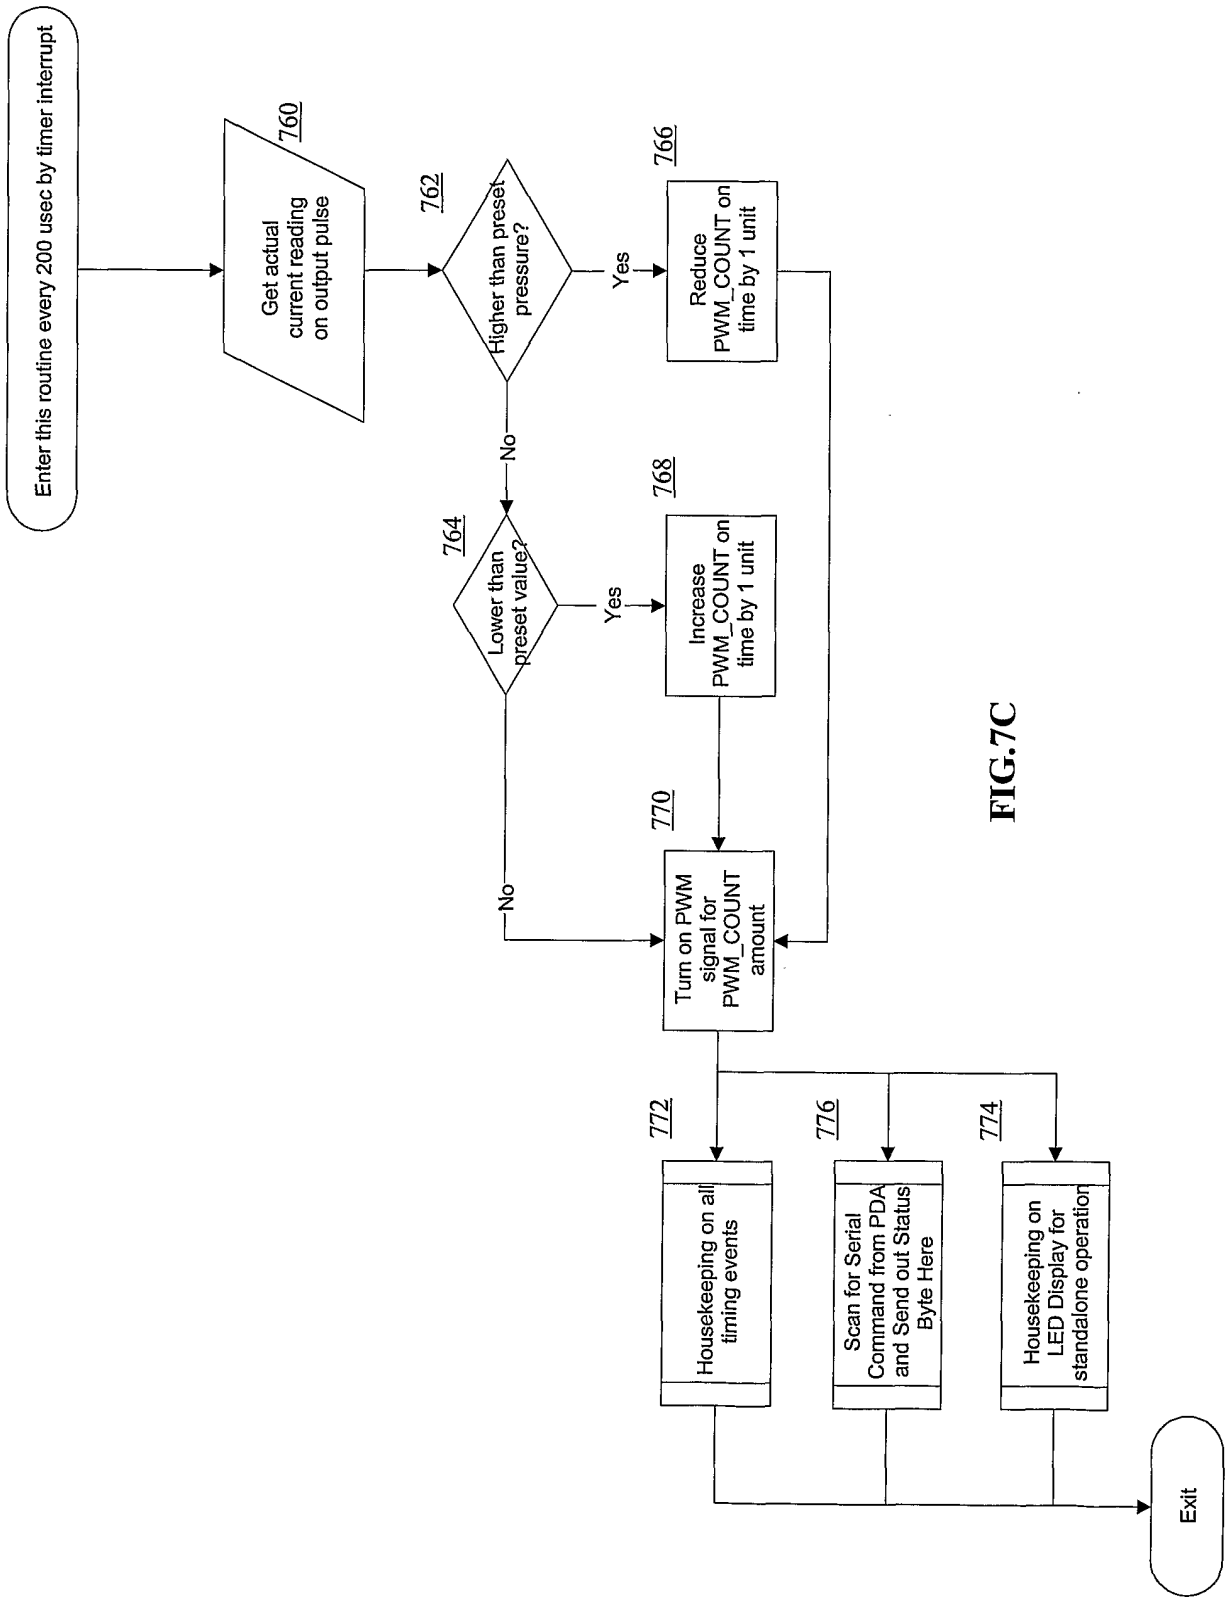 Enter this routine every 200 usec by timer interrupt
760
Get actual
current reading
on output pulse
762
Higher than preset
pressure?
Yes
No
766
Reduce
PWM_COUNT on
time by 1 unit
764
Lower than
preset value?
Yes
No
768
Increase
PWM_COUNT on
time by 1 unit
770
Turn on PWM
signal for
PWM_COUNT
amount
772
Housekeeping on all
timing events
776
Scan for Serial
Command from PDA
and Send out Status
Byte Here
774
Housekeeping on
LED Display for
standalone operation
Exit
FIG.7C